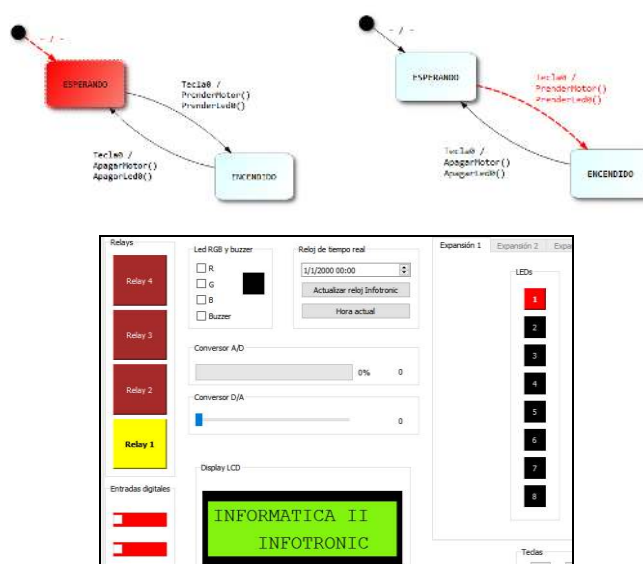 - / -
ESPERANDO
Tecla0 /
PrenderMotor()
PrenderLed0()
Tecla0 /
ApagarMotor()
ApagarLed0()
ENCENDIDO
- / -
ESPERANDO
Tecla0 /
PrenderMotor()
PrenderLed0()
Tecla0 /
ApagarMotor()
ApagarLed0()
ENCENDIDO
Relays
Relay 4
Relay 3
Relay 2
Relay 1
Entradas digitales
Led RGB y buzzer
R
G
B
Buzzer
Reloj de tiempo real
1/1/2000 00:00
Actualizar reloj Infotronic
Hora actual
Conversor A/D
0% 0
Conversor D/A
0
Display LCD
INFORMATICA II
INFOTRONIC
Expansión 1 Expansión 2 Expa
LEDs
1
2
3
4
5
6
7
8
Teclas